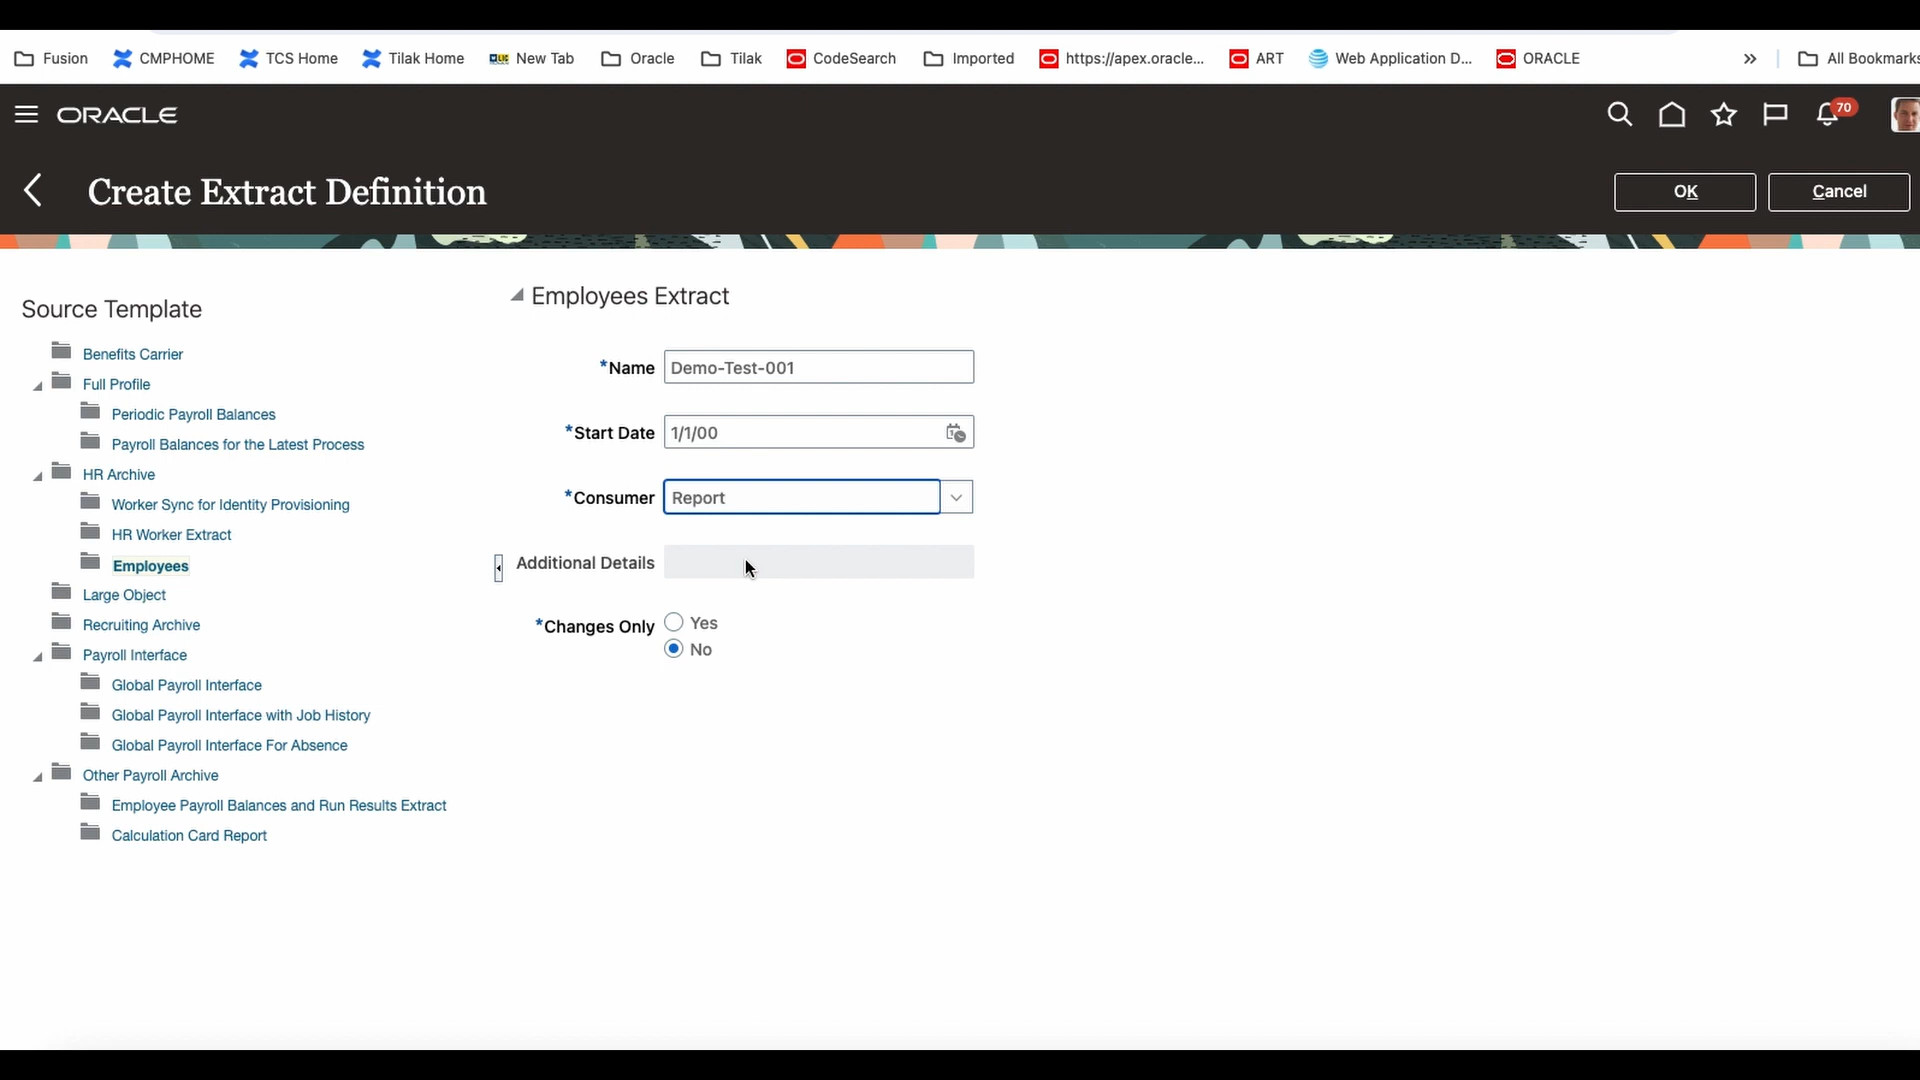 Fusion CMPHOME TCS Home Tilak Home New Tab Oracle Tilak CodeSearch Imported https://apex.oracle... ART Web Application D... ORACLE » All Bookmarks
ORACLE 70
Create Extract Definition OK Cancel
Source Template
Benefits Carrier
Full Profile
Periodic Payroll Balances
Payroll Balances for the Latest Process
HR Archive
Worker Sync for Identity Provisioning
HR Worker Extract
Employees
Large Object
Recruiting Archive
Payroll Interface
Global Payroll Interface
Global Payroll Interface with Job History
Global Payroll Interface For Absence
Other Payroll Archive
Employee Payroll Balances and Run Results Extract
Calculation Card Report
Employees Extract
*Name Demo-Test-001
*Start Date 1/1/00
*Consumer Report
Additional Details
*Changes Only Yes
No